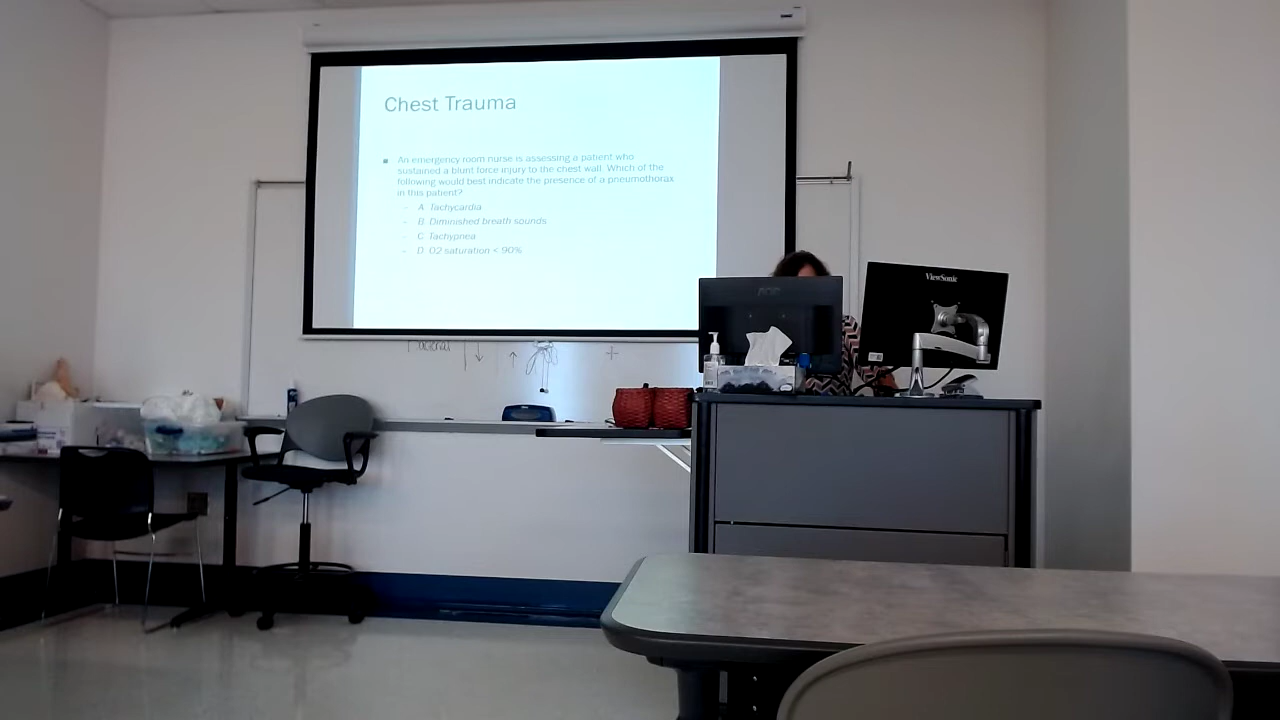 Chest Trauma
An emergency room nurse is assessing a patient who
sustained a blunt force injury to the chest wall. Which of the
following would best indicate the presence of a pneumothorax
in this patient?
A. Tachycardia
B. Diminished breath sounds
C. Tachypnea
D. O2 saturation < 90%
ViewSonic
AOC